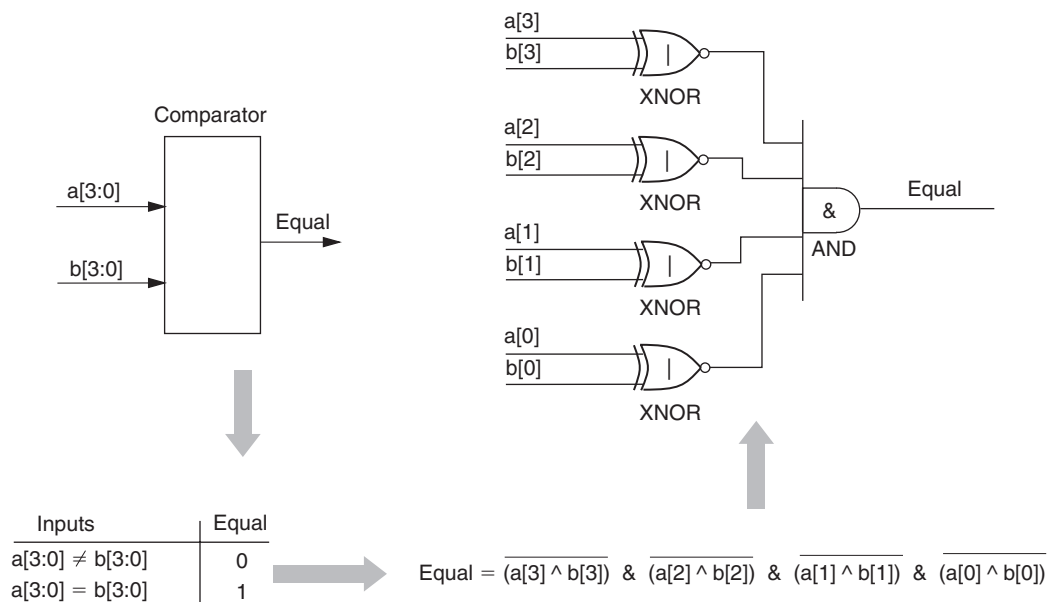 Comparator
a[3:0]
b[3:0]
Equal
a[3]
b[3]
|
XNOR
a[2]
b[2]
|
XNOR
a[1]
b[1]
|
XNOR
a[0]
b[0]
|
XNOR
&
AND
Equal
Inputs Equal
a[3:0] ≠ b[3:0] 0
a[3:0] = b[3:0] 1
Equal = (a[3] ^ b[3]) & (a[2] ^ b[2]) & (a[1] ^ b[1]) & (a[0] ^ b[0])